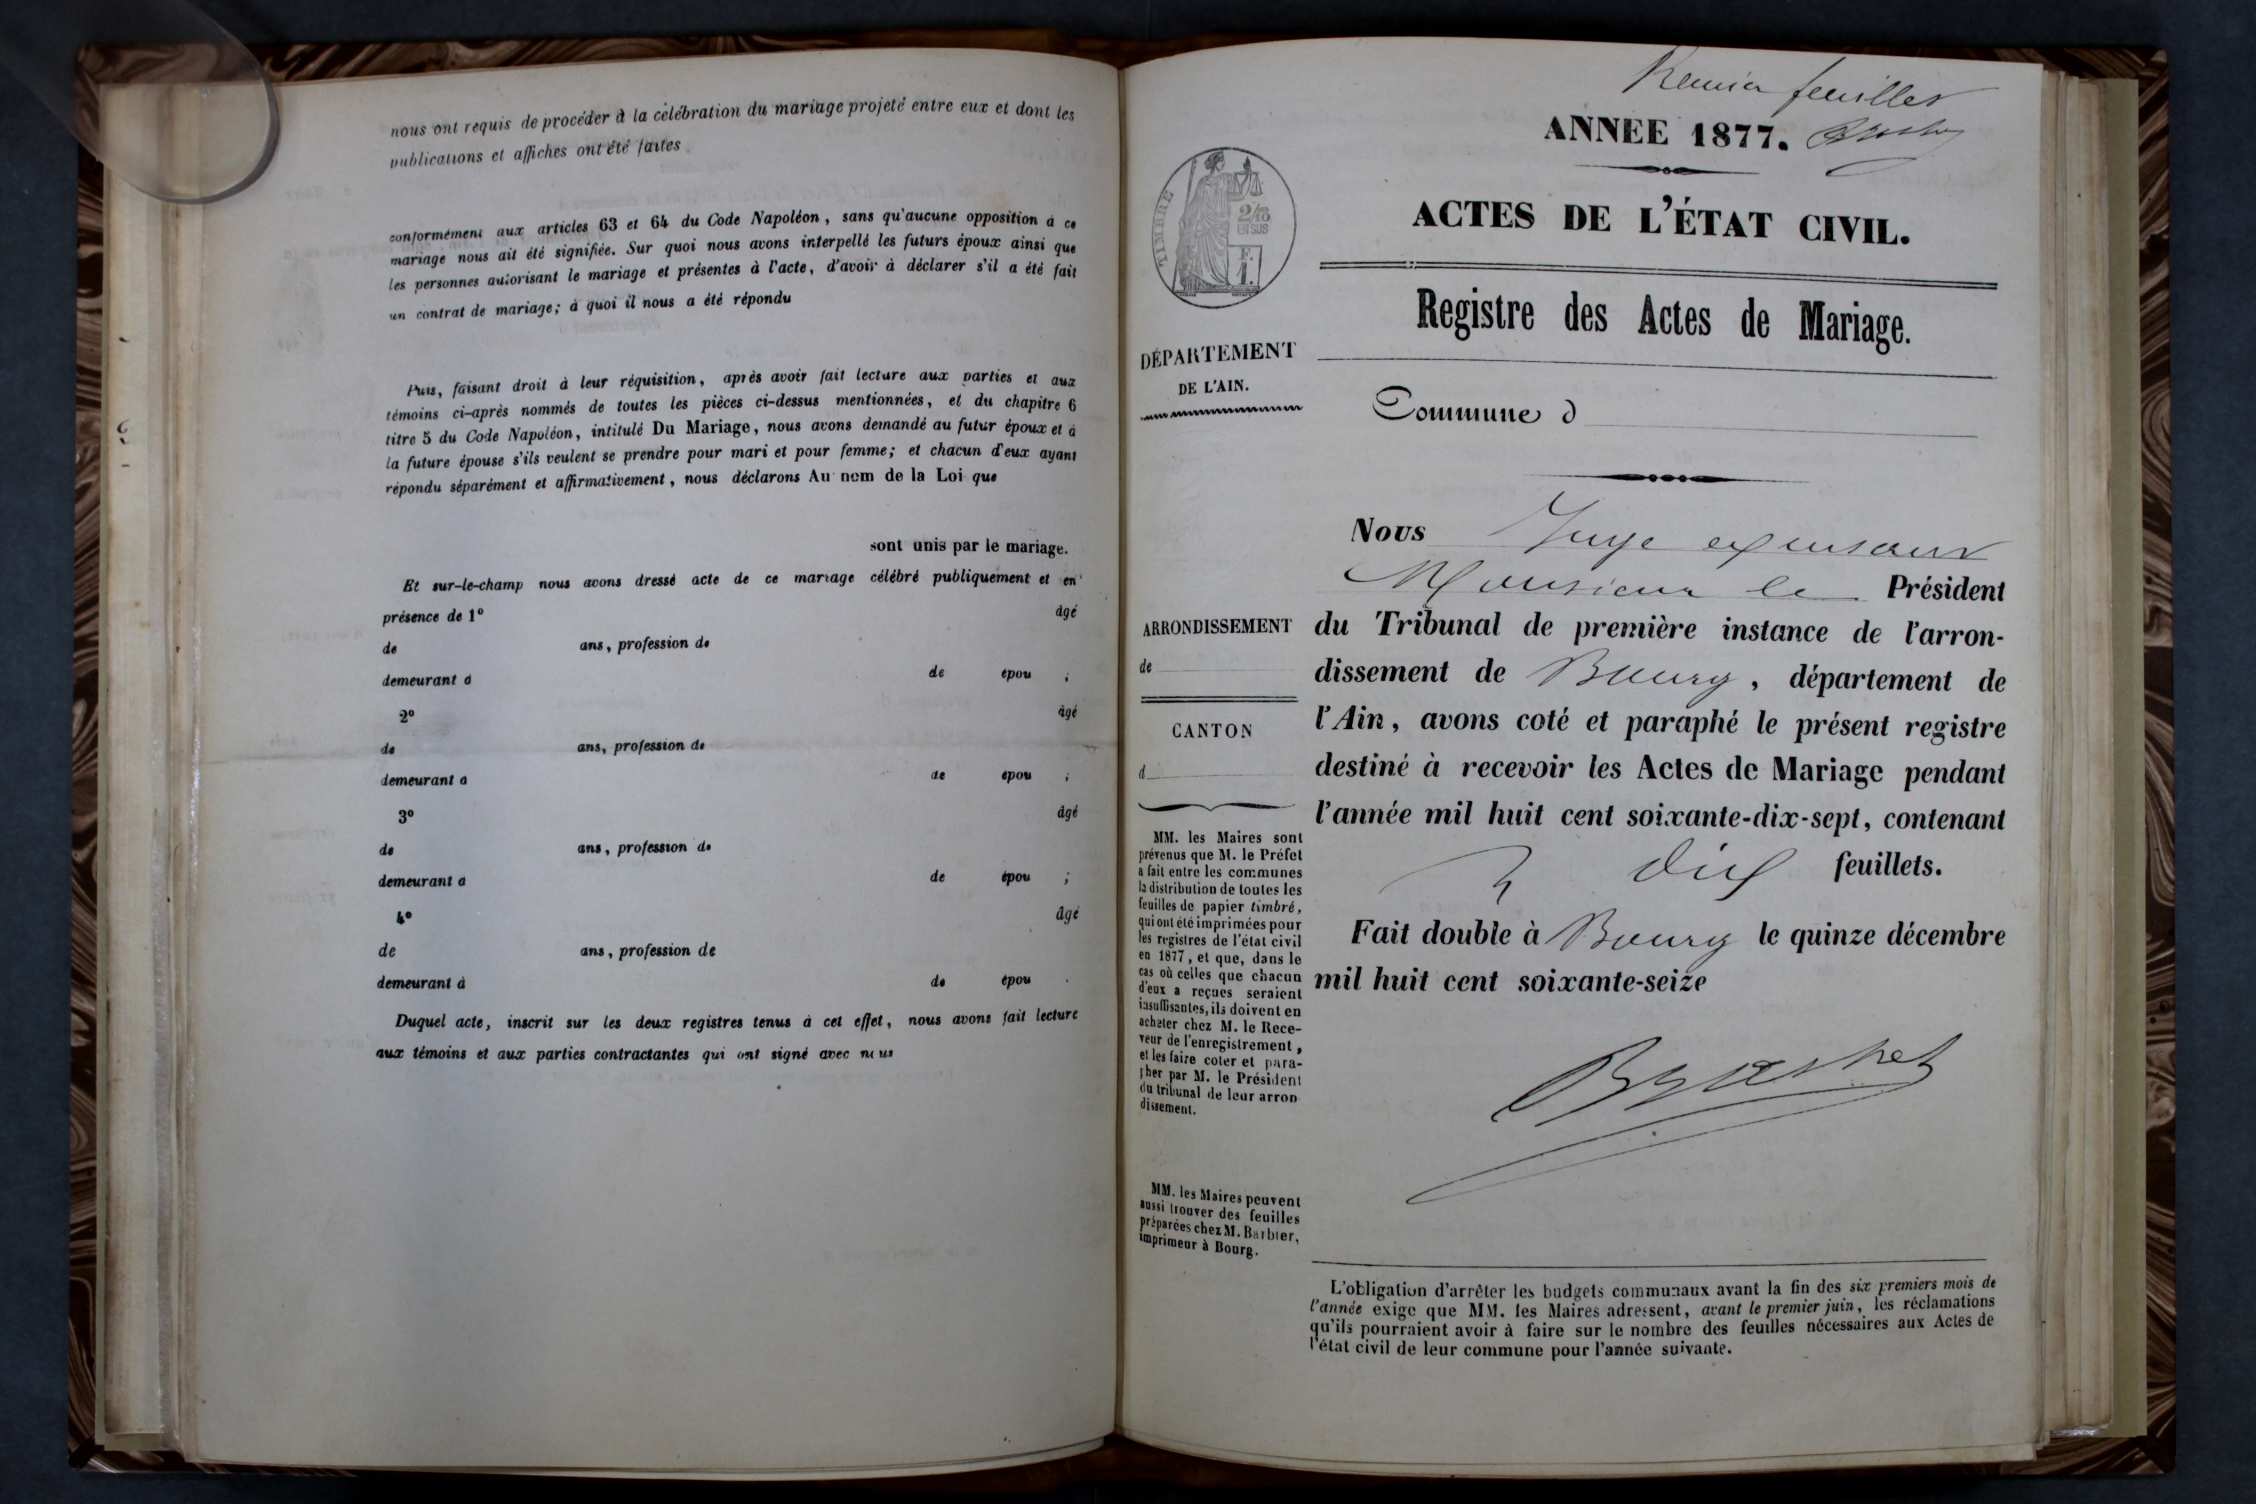 nous ont requis de procéder à la célébration du mariage projeté entre eux et dont les
publications et affiches ont été faites
conformément aux articles 63 et 64 du Code Napoléon, sans qu'aucune opposition à ce
mariage nous ait été signifiée. Sur quoi nous avons interpellé les futurs époux ainsi que
les personnes autorisant le mariage et présentes à l'acte, d'avoir à déclarer s'il a été fait
un contrat de mariage; à quoi il nous a été répondu
Puis, faisant droit à leur réquisition, après avoir fait lecture aux parties et aux
témoins ci-après nommés de toutes les pièces ci-dessus mentionnées, et du chapitre 6
titre 5 du Code Napoléon, intitulé Du Mariage, nous avons demandé au futur époux et à
la future épouse s'ils veulent se prendre pour mari et pour femme; et chacun d'eux ayant
répondu séparément et affirmativement, nous déclarons Au nom de la Loi que
sont unis par le mariage.
Et sur-le-champ nous avons dressé acte de ce mariage célébré publiquement et en
présence de 1° âgé
de ans, profession de
demeurant à de épou ;
2° âgé
de ans, profession de
demeurant à de épou ;
3° âgé
de ans, profession de
demeurant à de épou ;
4° âgé
de ans, profession de
demeurant à de épou .
Duquel acte, inscrit sur les deux registres tenus à cet effet, nous avons fait lecture
aux témoins et aux parties contractantes qui ont signé avec nous
feuillet
ANNEE 1877.
ACTES DE L'ÉTAT CIVIL.
Registre des Actes de Mariage.
Commune d
TIMBRE
2/10
EN SUS
F.
1.
DÉPARTEMENT
DE L'AIN.
ARRONDISSEMENT
de
CANTON
d
MM. les Maires sont
prévenus que M. le Préfet
a fait entre les communes
la distribution de toutes les
feuilles de papier timbré,
qui ont été imprimées pour
les registres de l'état civil
en 1877, et que, dans le
cas où celles que chacun
d'eux a reçues seraient
insuffisantes, ils doivent en
acheter chez M. le Rece-
veur de l'enregistrement,
et les faire coter et para-
pher par M. le Président
du tribunal de leur arron
dissement.
MM. les Maires peuvent
aussi trouver des feuilles
préparées chez M. Barbier,
imprimeur à Bourg.
Nous Juge
Monsieur le Président
du Tribunal de première instance de l'arron-
dissement de Bourg, département de
l'Ain, avons coté et paraphé le présent registre
destiné à recevoir les Actes de Mariage pendant
l'année mil huit cent soixante-dix-sept, contenant
dix feuillets.
Fait double à Bourg le quinze décembre
mil huit cent soixante-seize
L'obligation d'arrêter les budgets communaux avant la fin des six premiers mois de
l'année exige que MM. les Maires adressent, avant le premier juin, les réclamations
qu'ils pourraient avoir à faire sur le nombre des feuilles nécessaires aux Actes de
l'état civil de leur commune pour l'année suivante.